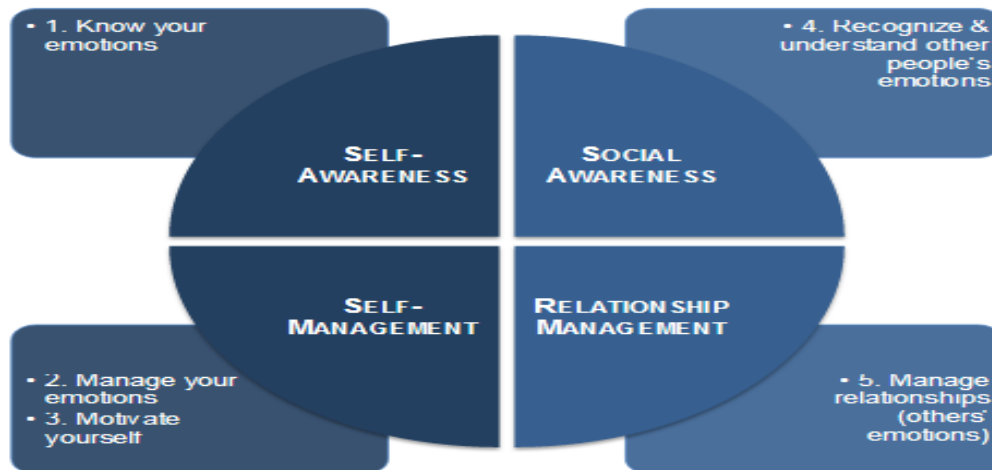 • 1. Know your
emotions
• 4. Recognize &
understand other
people's
emotions
SELF-
AWARENESS
SOCIAL
AWARENESS
SELF-
MANAGEMENT
RELATIONSHIP
MANAGEMENT
• 2. Manage your
emotions
• 3. Motivate
yourself
• 5. Manage
relationships
(others'
emotions)